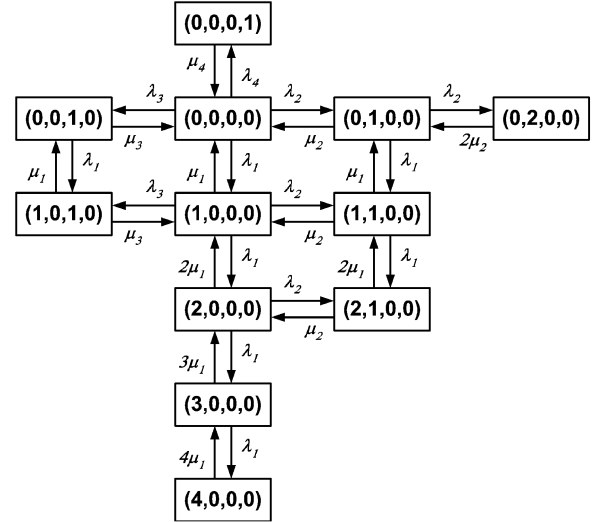 (0,0,0,1)
μ4 λ4
λ3 λ2 λ2
(0,0,1,0) (0,0,0,0) (0,1,0,0) (0,2,0,0)
μ3 μ2 2μ2
μ1 λ1 μ1 λ1 μ1 λ1
λ3 λ2
(1,0,1,0) (1,0,0,0) (1,1,0,0)
μ3 μ2
2μ1 λ1 2μ1 λ1
λ2
(2,0,0,0) (2,1,0,0)
μ2
3μ1 λ1
(3,0,0,0)
4μ1 λ1
(4,0,0,0)